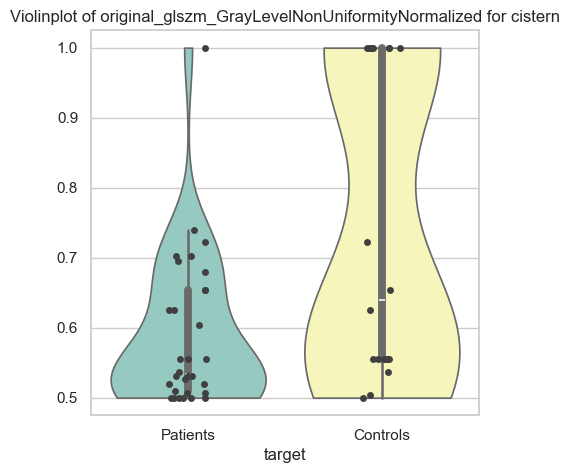 Violinplot of original_glszm_GrayLevelNonUniformityNormalized for cistern
1.0
0.9
0.8
0.7
0.6
0.5
Patients Controls
target